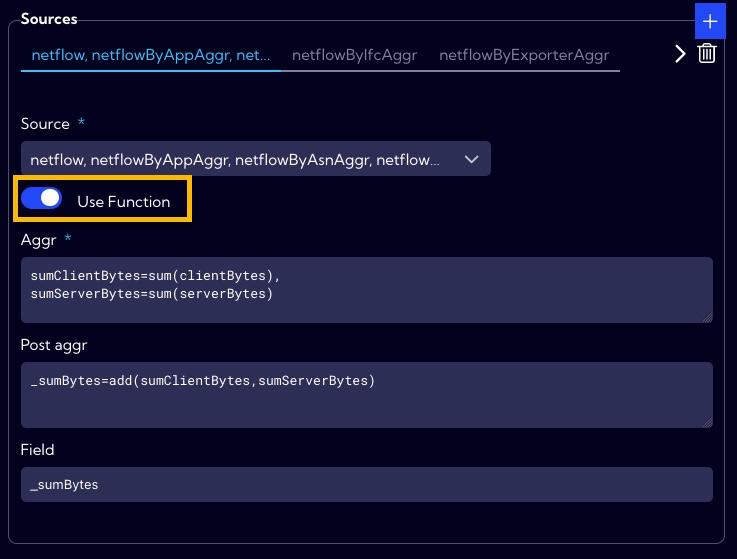 Sources
+
netflow, netflowByAppAggr, net...
netflowByIfcAggr
netflowByExporterAggr
Source *
netflow, netflowByAppAggr, netflowByAsnAggr, netflow...
Use Function
Aggr *
sumClientBytes=sum(clientBytes),
sumServerBytes=sum(serverBytes)
Post aggr
_sumBytes=add(sumClientBytes,sumServerBytes)
Field
_sumBytes